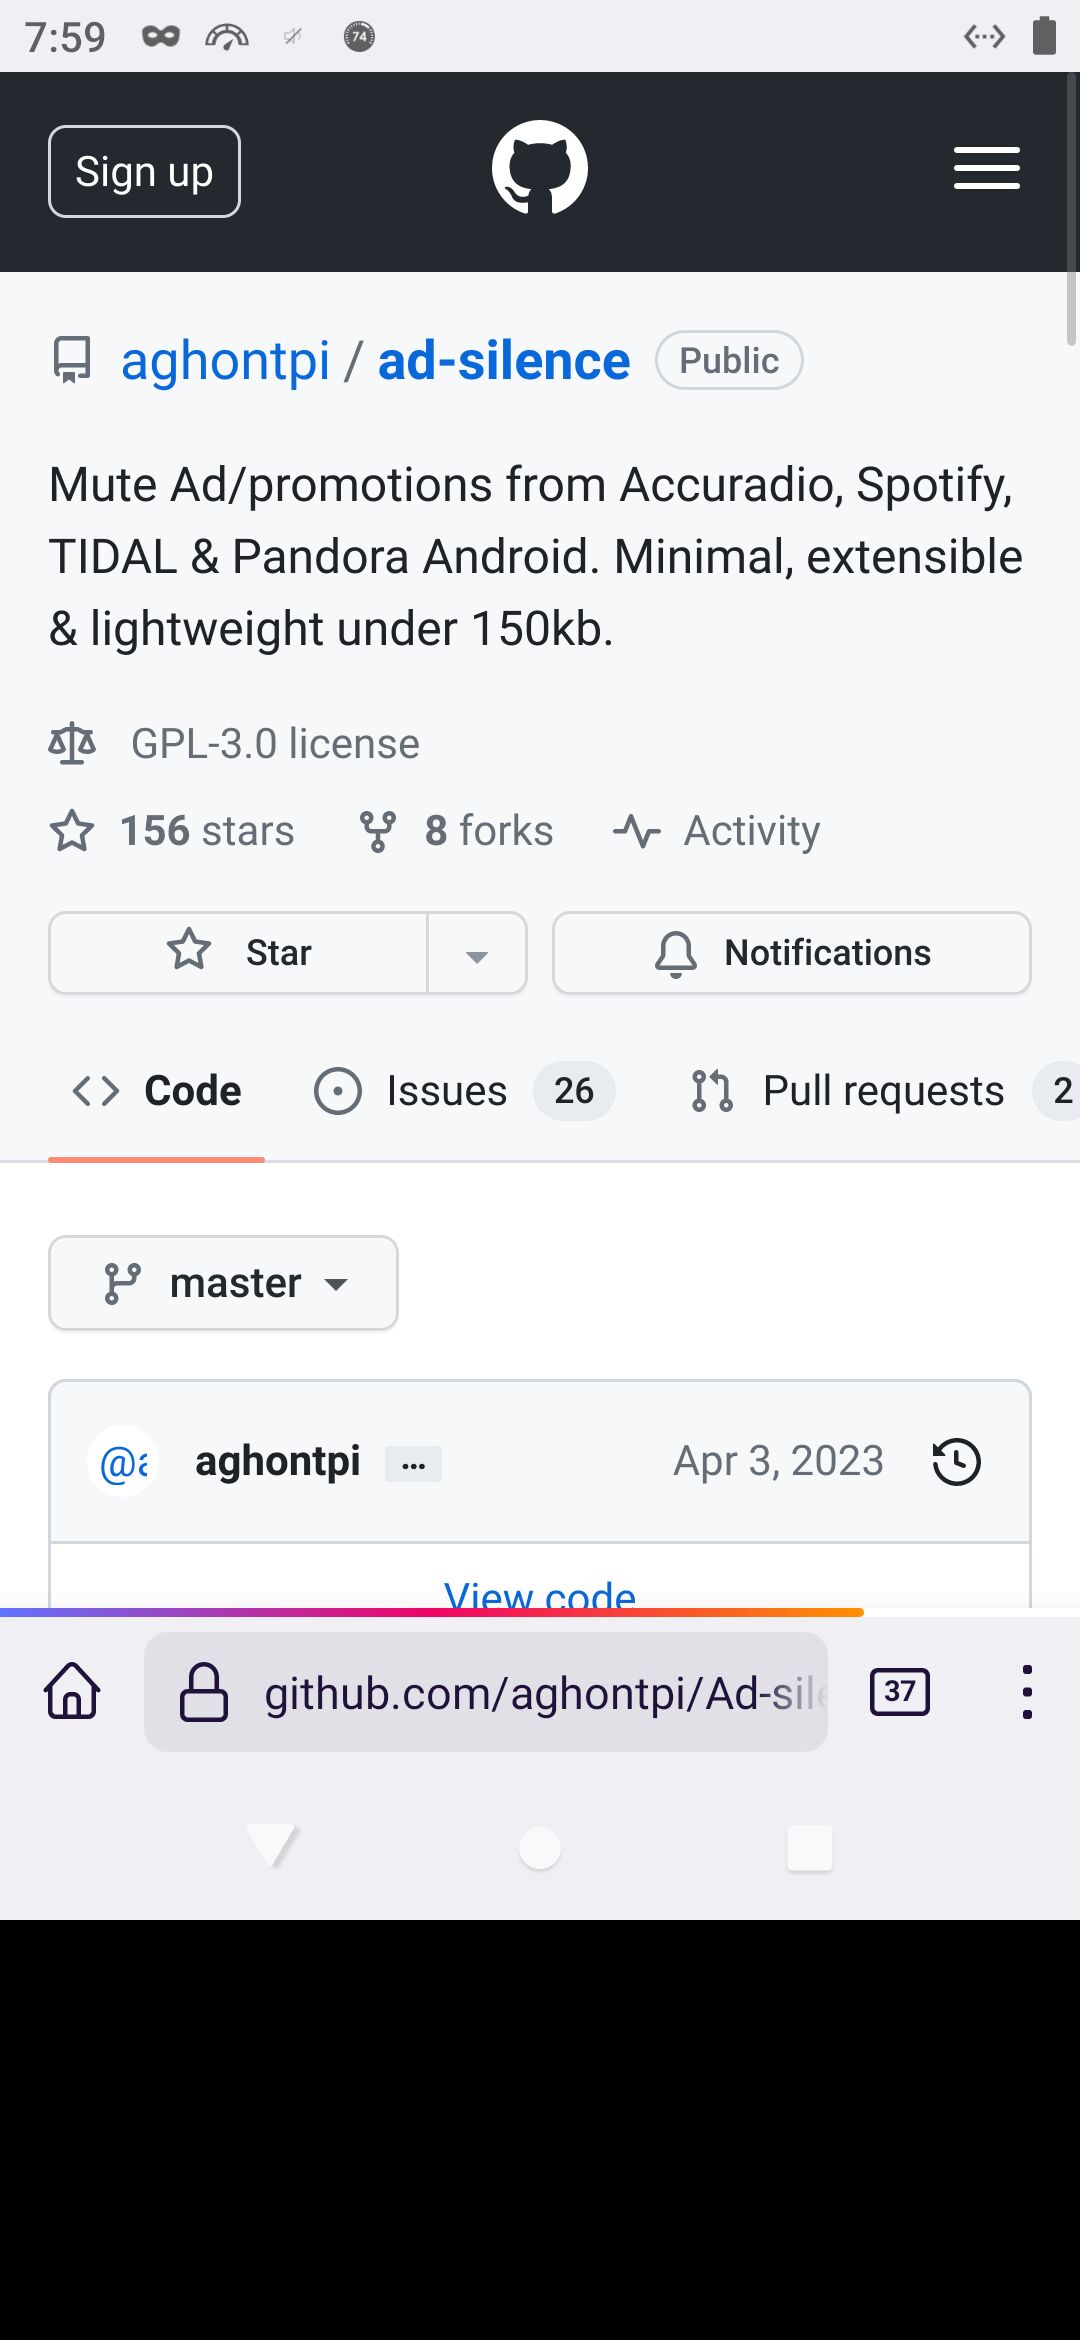 7:59
74
Sign up
aghontpi / ad-silence Public
Mute Ad/promotions from Accuradio, Spotify,
TIDAL & Pandora Android. Minimal, extensible
& lightweight under 150kb.
GPL-3.0 license
156 stars 8 forks Activity
Star Notifications
Code Issues 26 Pull requests 2
master
@a aghontpi ... Apr 3, 2023
View code
github.com/aghontpi/Ad-sile 37